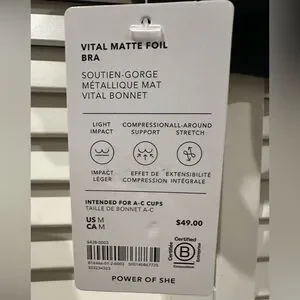 VITAL MATTE FOIL
BRA
SOUTIEN-GORGE
MÉTALLIQUE MAT
VITAL BONNET
LIGHT IMPACT
COMPRESSION SUPPORT
ALL-AROUND STRETCH
IMPACT LÉGER
EFFET DE COMPRESSION
EXTENSIBILITÉ INTÉGRALE
INTENDED FOR A-C CUPS
TAILLE DE BONNET A-C
US M
CA M
$49.00
Certified
B
Corporation
POWER OF SHE